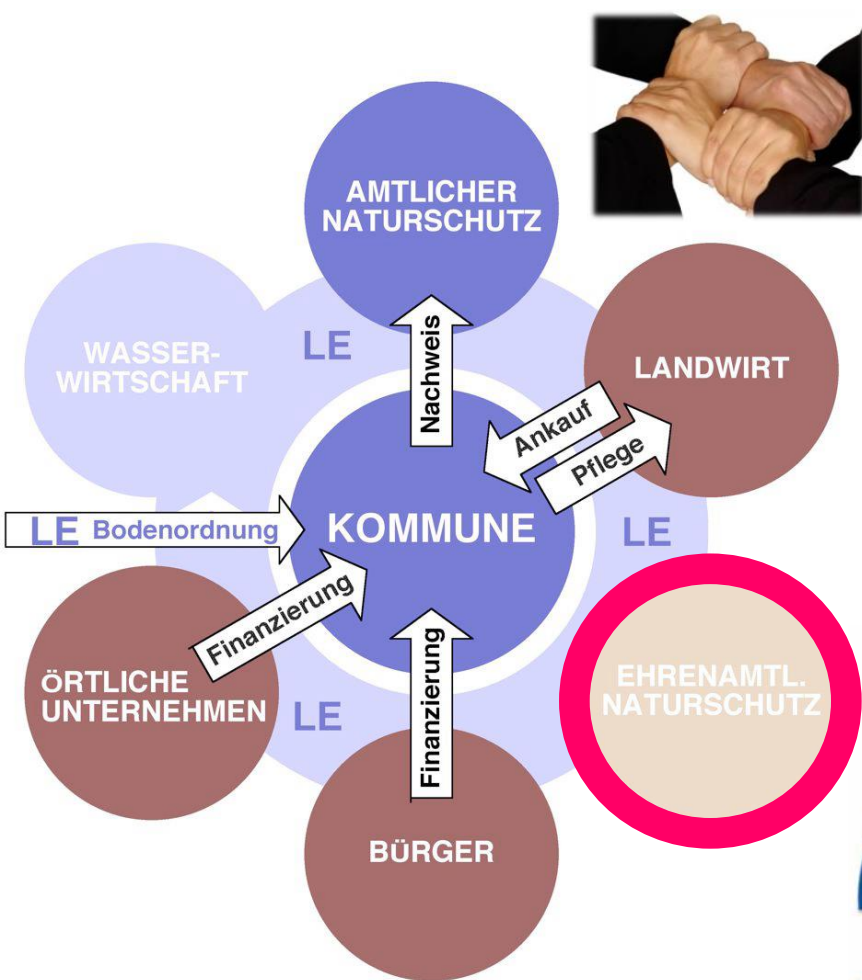 AMTLICHER
NATURSCHUTZ
WASSER-
WIRTSCHAFT
LE
Nachweis
LANDWIRT
Ankauf
Pflege
LE Bodenordnung
KOMMUNE
LE
Finanzierung
ÖRTLICHE
UNTERNEHMEN
LE
Finanzierung
EHRENAMTL.
NATURSCHUTZ
BÜRGER